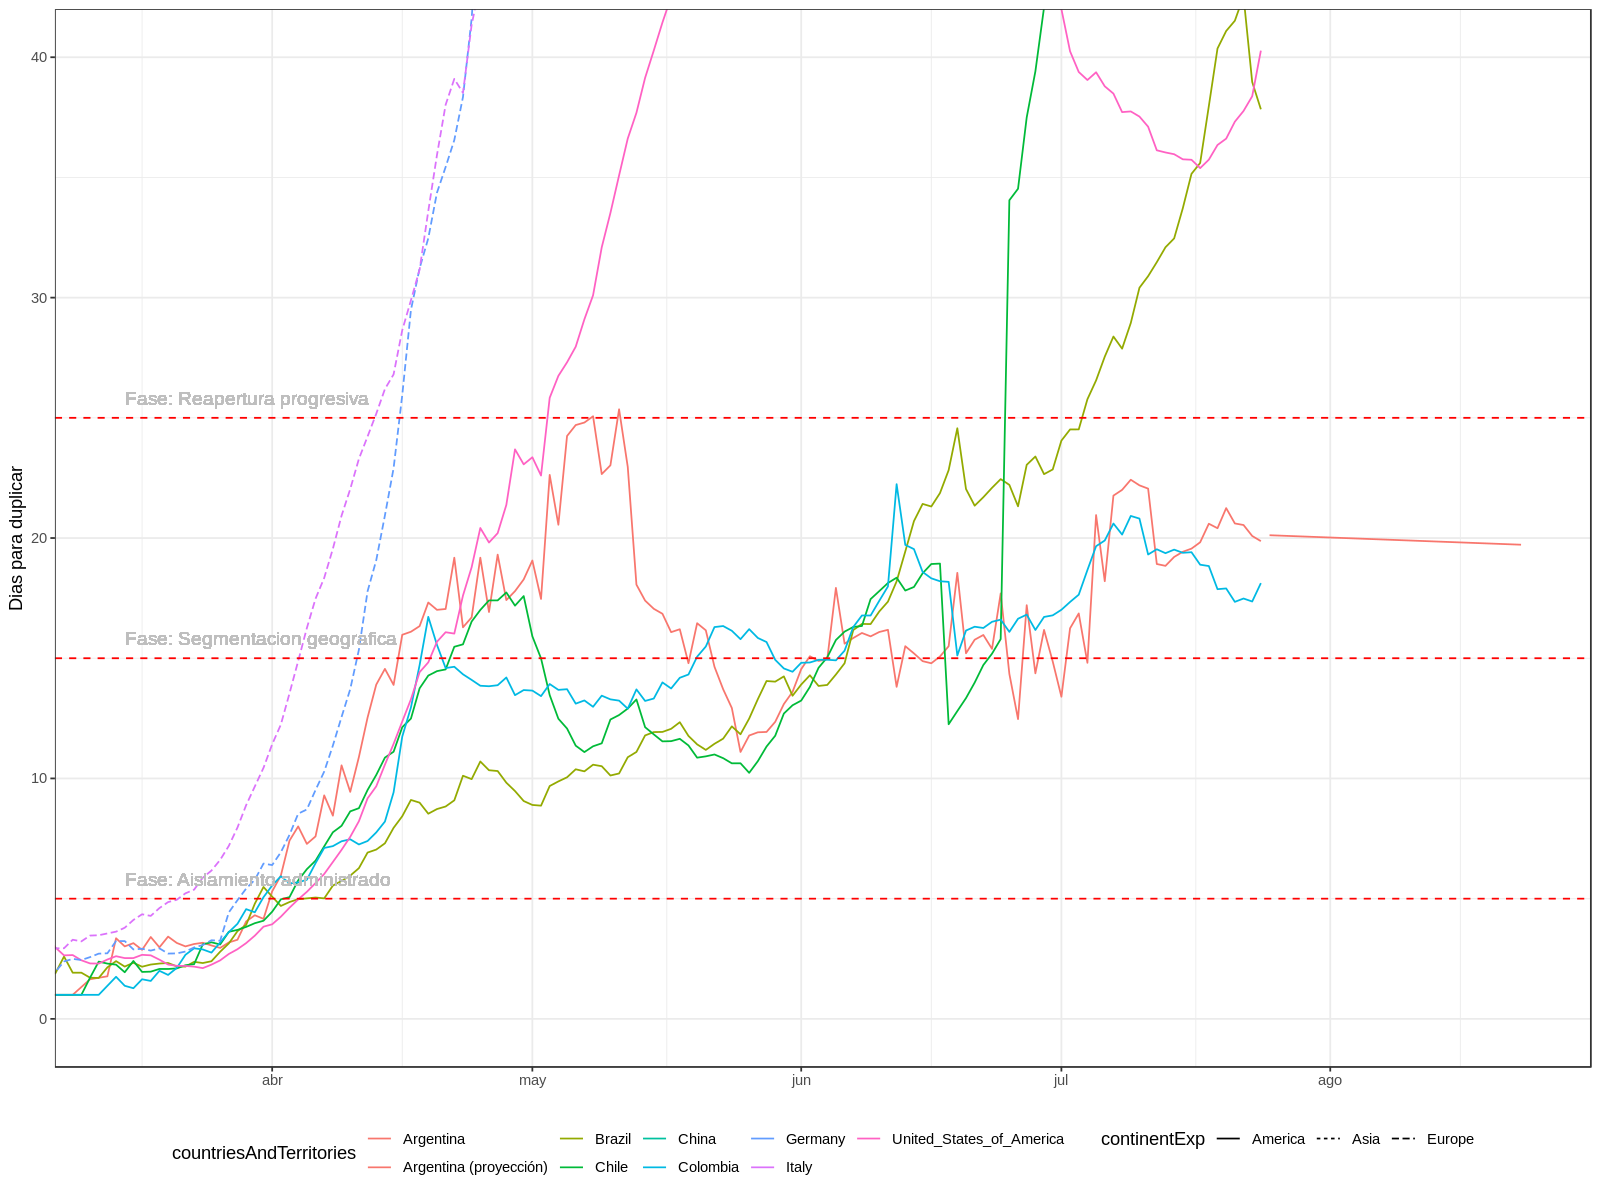 40
30
20
10
0
Dias para duplicar
Fase: Reapertura progresiva
Fase: Segmentacion geografica
Fase: Aislamiento administrado
abr may jun jul ago
countriesAndTerritories
Argentina Brazil China Germany United_States_of_America
Argentina (proyección) Chile Colombia Italy
continentExp America Asia Europe